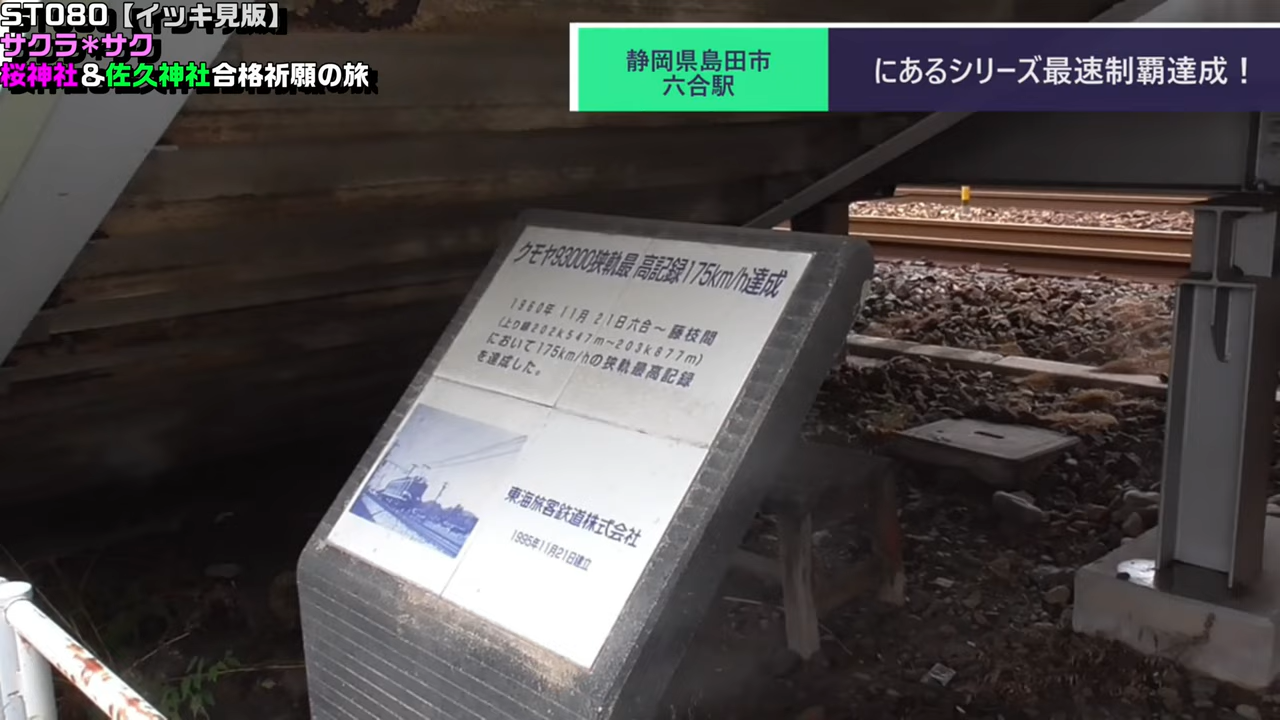 ST080【イッキ見版】
サクラ＊サク
桜神社＆佐久神社合格祈願の旅
静岡県島田市
六合駅
にあるシリーズ最速制覇達成！
クモヤ93000狭軌最高記録175km/h達成
1960年11月21日六合～藤枝間
(上り線202k547m～203k877m)
において175km/hの狭軌最高記録
を達成した。
東海旅客鉄道株式会社
1995年11月21日建立